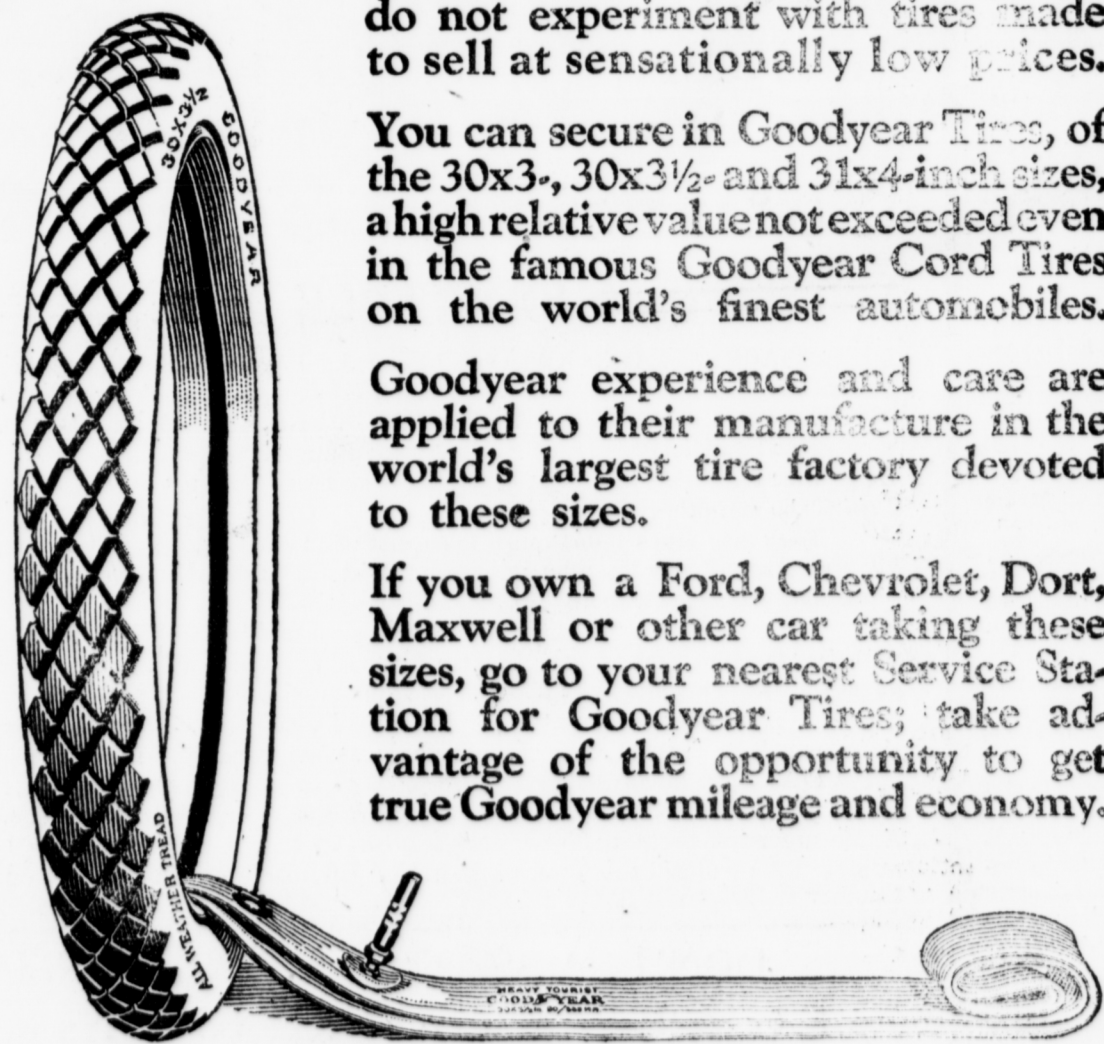 do not experiment with tires made
to sell at sensationally low prices.
You can secure in Goodyear Tires, of
the 30x3-, 30x3½- and 31x4-inch sizes,
a high relative value not exceeded even
in the famous Goodyear Cord Tires
on the world's finest automobiles.
Goodyear experience and care are
applied to their manufacture in the
world's largest tire factory devoted
to these sizes.
If you own a Ford, Chevrolet, Dort,
Maxwell or other car taking these
sizes, go to your nearest Service Sta-
tion for Goodyear Tires; take ad-
vantage of the opportunity to get
true Goodyear mileage and economy.
30X3½
GOODYEAR
ALL WEATHER TREAD
HEAVY TOURIST
GOODYEAR